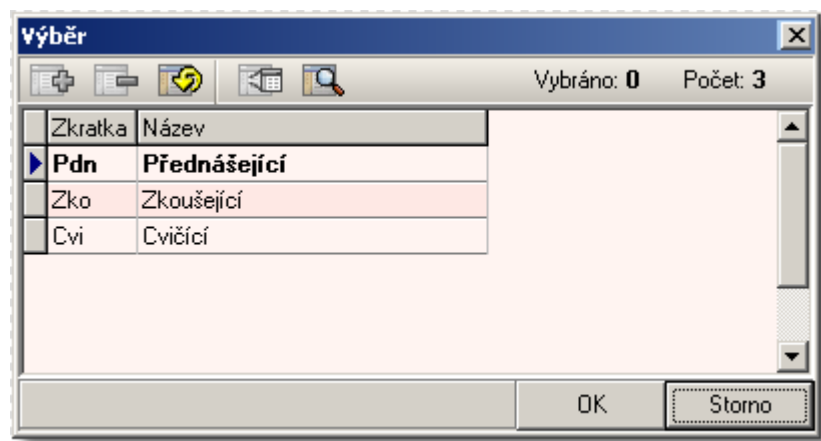 Výběr
Vybráno: 0 Počet: 3
Zkratka Název
Pdn Přednášející
Zko Zkoušející
Cvi Cvičící
OK Storno